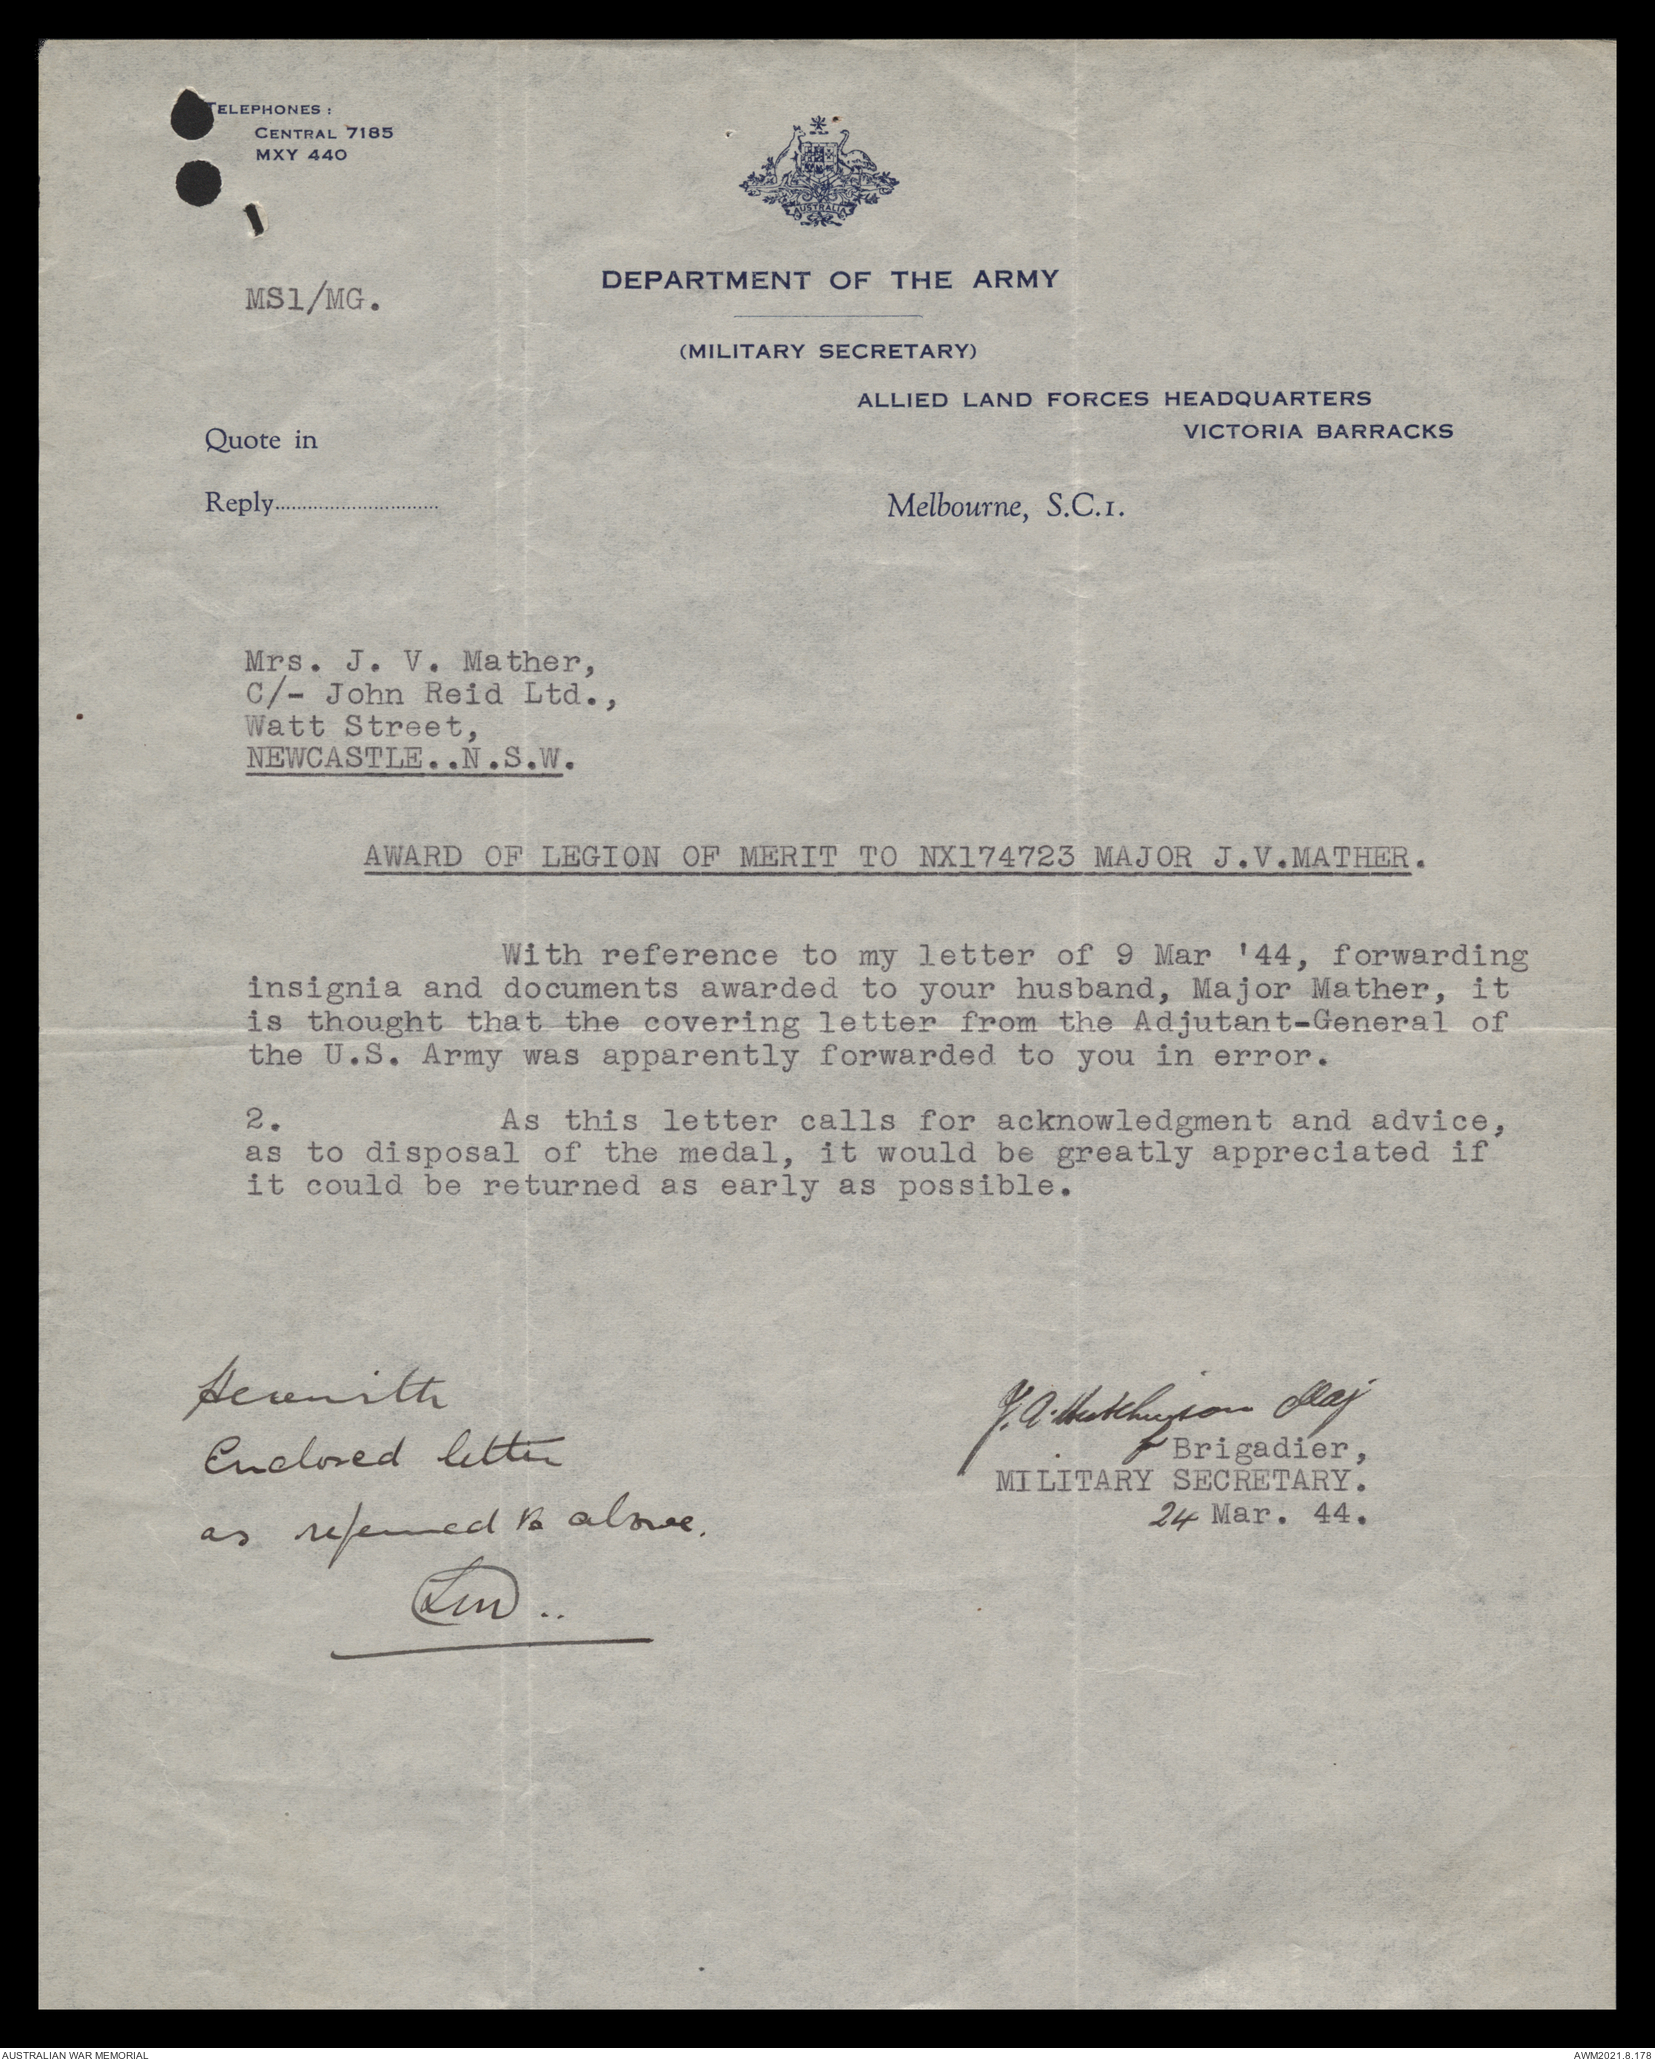 TELEPHONES :
CENTRAL 7185
MXY 440
AUSTRALIA
MS1/MG.
DEPARTMENT OF THE ARMY
(MILITARY SECRETARY)
ALLIED LAND FORCES HEADQUARTERS
VICTORIA BARRACKS
Quote in
Reply..............................
Melbourne, S.C.1.
Mrs. J. V. Mather,
C/- John Reid Ltd.,
Watt Street,
NEWCASTLE..N.S.W.
AWARD OF LEGION OF MERIT TO NX174723 MAJOR J.V.MATHER.
With reference to my letter of 9 Mar '44, forwarding
insignia and documents awarded to your husband, Major Mather, it
is thought that the covering letter from the Adjutant-General of
the U.S. Army was apparently forwarded to you in error.
2. As this letter calls for acknowledgment and advice,
as to disposal of the medal, it would be greatly appreciated if
it could be returned as early as possible.
Herewith
Enclosed letter
as referred to above.
Hutchinson Maj
Brigadier,
MILITARY SECRETARY.
24 Mar. 44.
AUSTRALIAN WAR MEMORIAL
AWM2021.8.178